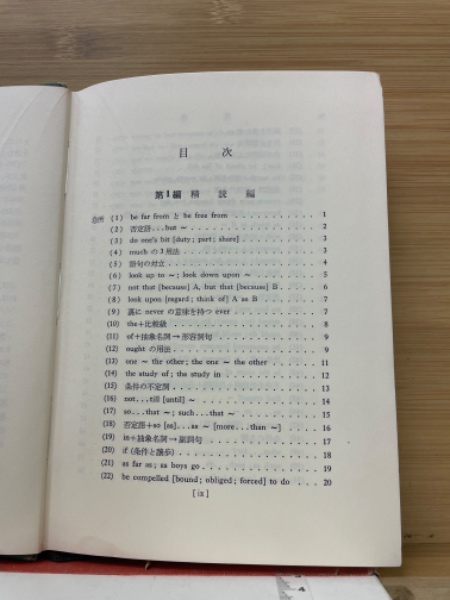 目次
第1編 精説編
(1) be far from と be free from . . . . . . . . . . . 1
(2) 否定語...but ~ . . . . . . . . . . . 2
(3) do one's bit [duty; part; share] . . . . . . . . . . . 3
(4) much の3用法 . . . . . . . . . . . 4
(5) 語句の対立 . . . . . . . . . . . 5
(6) look up to ~; look down upon ~ . . . . . . . . . . . 5
(7) not that [because] A, but that [because] B . . . . . 6
(8) look upon [regard; think of] A as B . . . . . . . . 7
(9) 裏に never の意味を持つ ever . . . . . . . . . 7
(10) the+比較級 . . . . . . . . . . . 8
(11) of+抽象名詞→形容詞句 . . . . . . . . . . . 9
(12) ought の用法 . . . . . . . . . . . 9
(13) one ~ the other; the one ~ the other . . . . . . . 11
(14) the study of; the study in . . . . . . . . . . . 12
(15) 条件の不定詞 . . . . . . . . . . . 13
(16) not...till [until] ~ . . . . . . . . . . . 14
(17) so...that ~; such...that ~ . . . . . . . . . . . 15
(18) 否定語+so [as]...as ~ [more...than ~] . . . . . 16
(19) in+抽象名詞→副詞句 . . . . . . . . . . . 17
(20) if (条件と譲歩) . . . . . . . . . . . 18
(21) as far as; as boys go . . . . . . . . . . . 19
(22) be compelled [bound; obliged; forced] to do . . . 20
[ix]